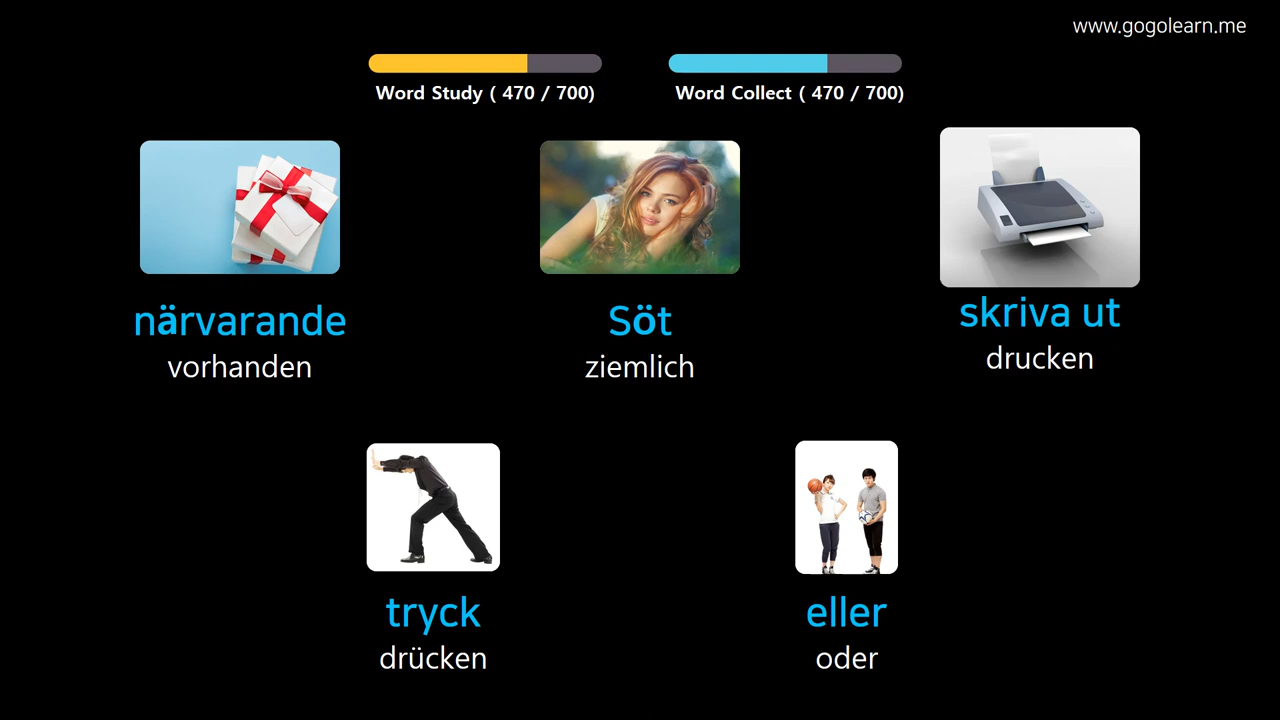 www.gogolearn.me
Word Study ( 470 / 700)
Word Collect ( 470 / 700)
närvarande
vorhanden
Söt
ziemlich
skriva ut
drucken
tryck
drücken
eller
oder